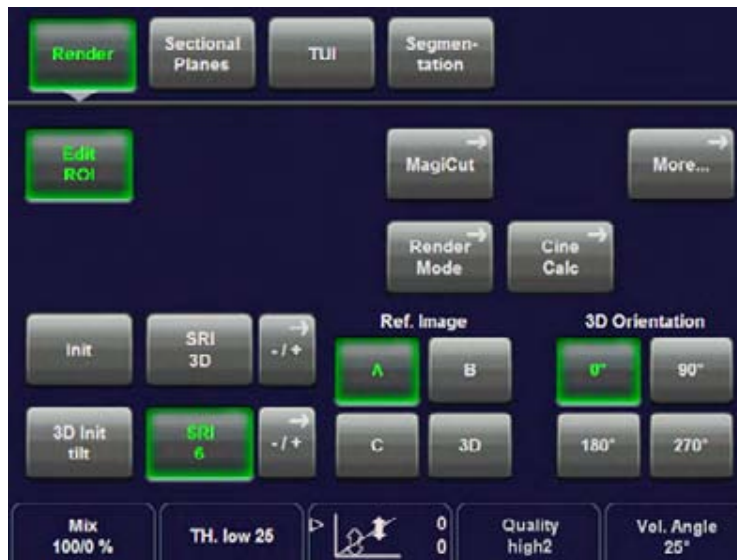 Render
Sectional
Planes
TUI
Segmen-
tation
Edit
ROI
MagiCut
More...
Render
Mode
Cine
Calc
Init
SRI
3D
- / +
Ref. Image
3D Orientation
A
B
0°
90°
3D Init
tilt
SRI
6
- / +
C
3D
180°
270°
Mix
100/0 %
TH. low 25
0
0
Quality
high2
Vol. Angle
25°